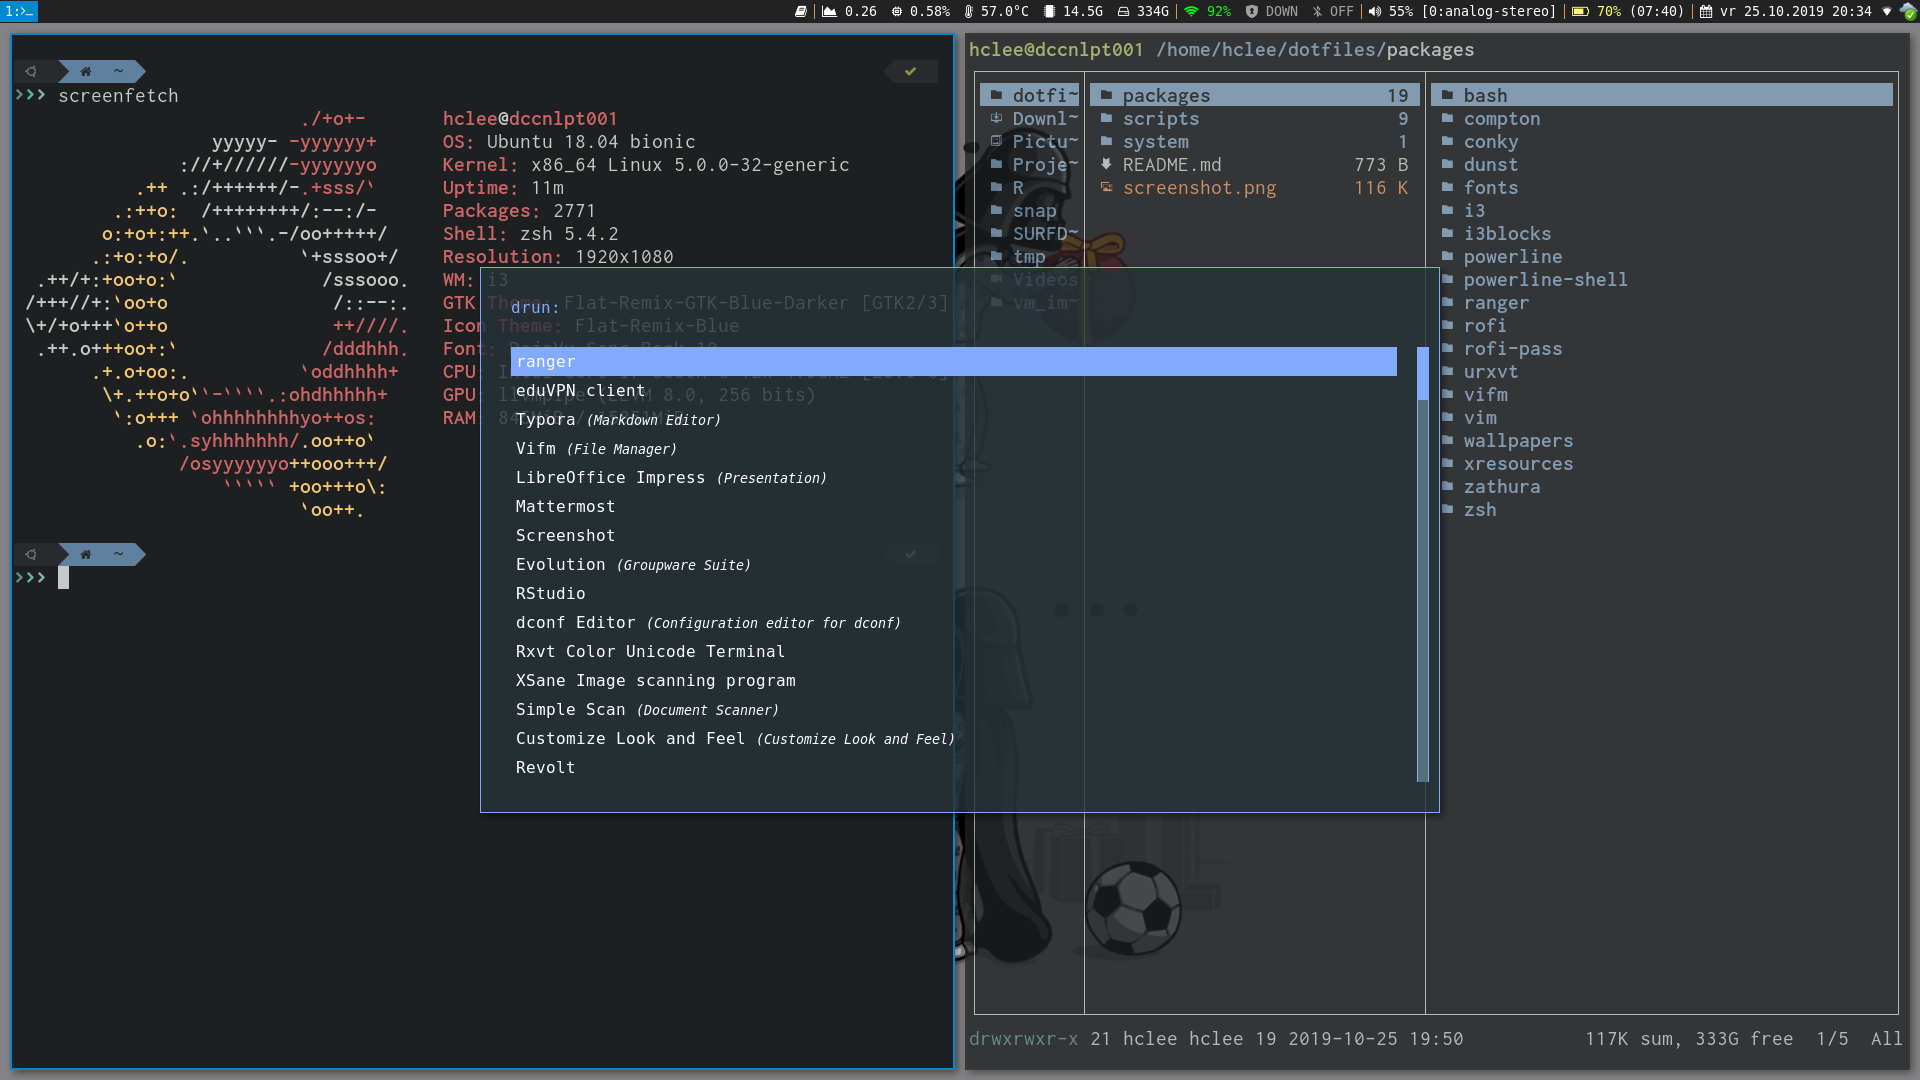 1:>_ 0.26 0.58% 57.0°C 14.5G 334G 92% DOWN OFF 55% [0:analog-stereo] 70% (07:40) vr 25.10.2019 20:34
~
>>> screenfetch
./+o+-
yyyyy- -yyyyyy+
://+//////-yyyyyyo
.++ .:/++++++/-.+sss/`
.:++o: /++++++++/:--:/-
o:+o+:++.`..```.-/oo+++++/
.:+o:+o/. `+sssoo+/
.++/+:+oo+o:` /sssooo.
/+++//+:`oo+o /::--:.
\+/+o+++`o++o ++////.
.++.o+++oo+:` /dddhhh.
.+.o+oo:. `oddhhhh+
\+.++o+o``-````.:ohdhhhhh+
`:o+++ `ohhhhhhhhyo++os:
.o:`.syhhhhhhh/.oo++o`
/osyyyyyyo++ooo+++/
````` +oo+++o\:
`oo++.
hclee@dccnlpt001
OS: Ubuntu 18.04 bionic
Kernel: x86_64 Linux 5.0.0-32-generic
Uptime: 11m
Packages: 2771
Shell: zsh 5.4.2
Resolution: 1920x1080
WM: i3
GTK Theme: Flat-Remix-GTK-Blue-Darker [GTK2/3]
Icon Theme: Flat-Remix-Blue
Font:
CPU:
GPU: llvmpipe (LLVM 8.0, 256 bits)
RAM:
~
>>>
drun:
ranger
eduVPN client
Typora (Markdown Editor)
Vifm (File Manager)
LibreOffice Impress (Presentation)
Mattermost
Screenshot
Evolution (Groupware Suite)
RStudio
dconf Editor (Configuration editor for dconf)
Rxvt Color Unicode Terminal
XSane Image scanning program
Simple Scan (Document Scanner)
Customize Look and Feel (Customize Look and Feel)
Revolt
hclee@dccnlpt001 /home/hclee/dotfiles/packages
dotfi~
Downl~
Pictu~
Proje~
R
snap
SURFD~
tmp
Videos
vm_im~
packages 19
scripts 9
system 1
README.md 773 B
screenshot.png 116 K
bash
compton
conky
dunst
fonts
i3
i3blocks
powerline
powerline-shell
ranger
rofi
rofi-pass
urxvt
vifm
vim
wallpapers
xresources
zathura
zsh
drwxrwxr-x 21 hclee hclee 19 2019-10-25 19:50 117K sum, 333G free 1/5 All